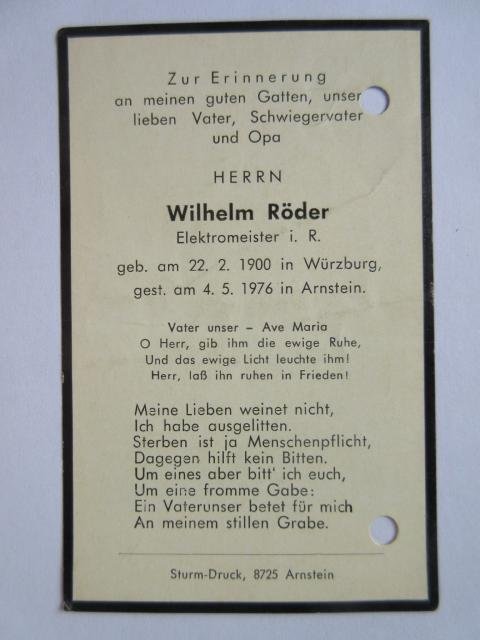 Zur Erinnerung
an meinen guten Gatten, unser
lieben Vater, Schwiegervater
und Opa
HERRN
Wilhelm Röder
Elektromeister i. R.
geb. am 22. 2. 1900 in Würzburg,
gest. am 4. 5. 1976 in Arnstein.
Vater unser – Ave Maria
O Herr, gib ihm die ewige Ruhe,
Und das ewige Licht leuchte ihm!
Herr, laß ihn ruhen in Frieden!
Meine Lieben weinet nicht,
Ich habe ausgelitten.
Sterben ist ja Menschenpflicht,
Dagegen hilft kein Bitten.
Um eines aber bitt' ich euch,
Um eine fromme Gabe:
Ein Vaterunser betet für mich
An meinem stillen Grabe.
Sturm-Druck, 8725 Arnstein